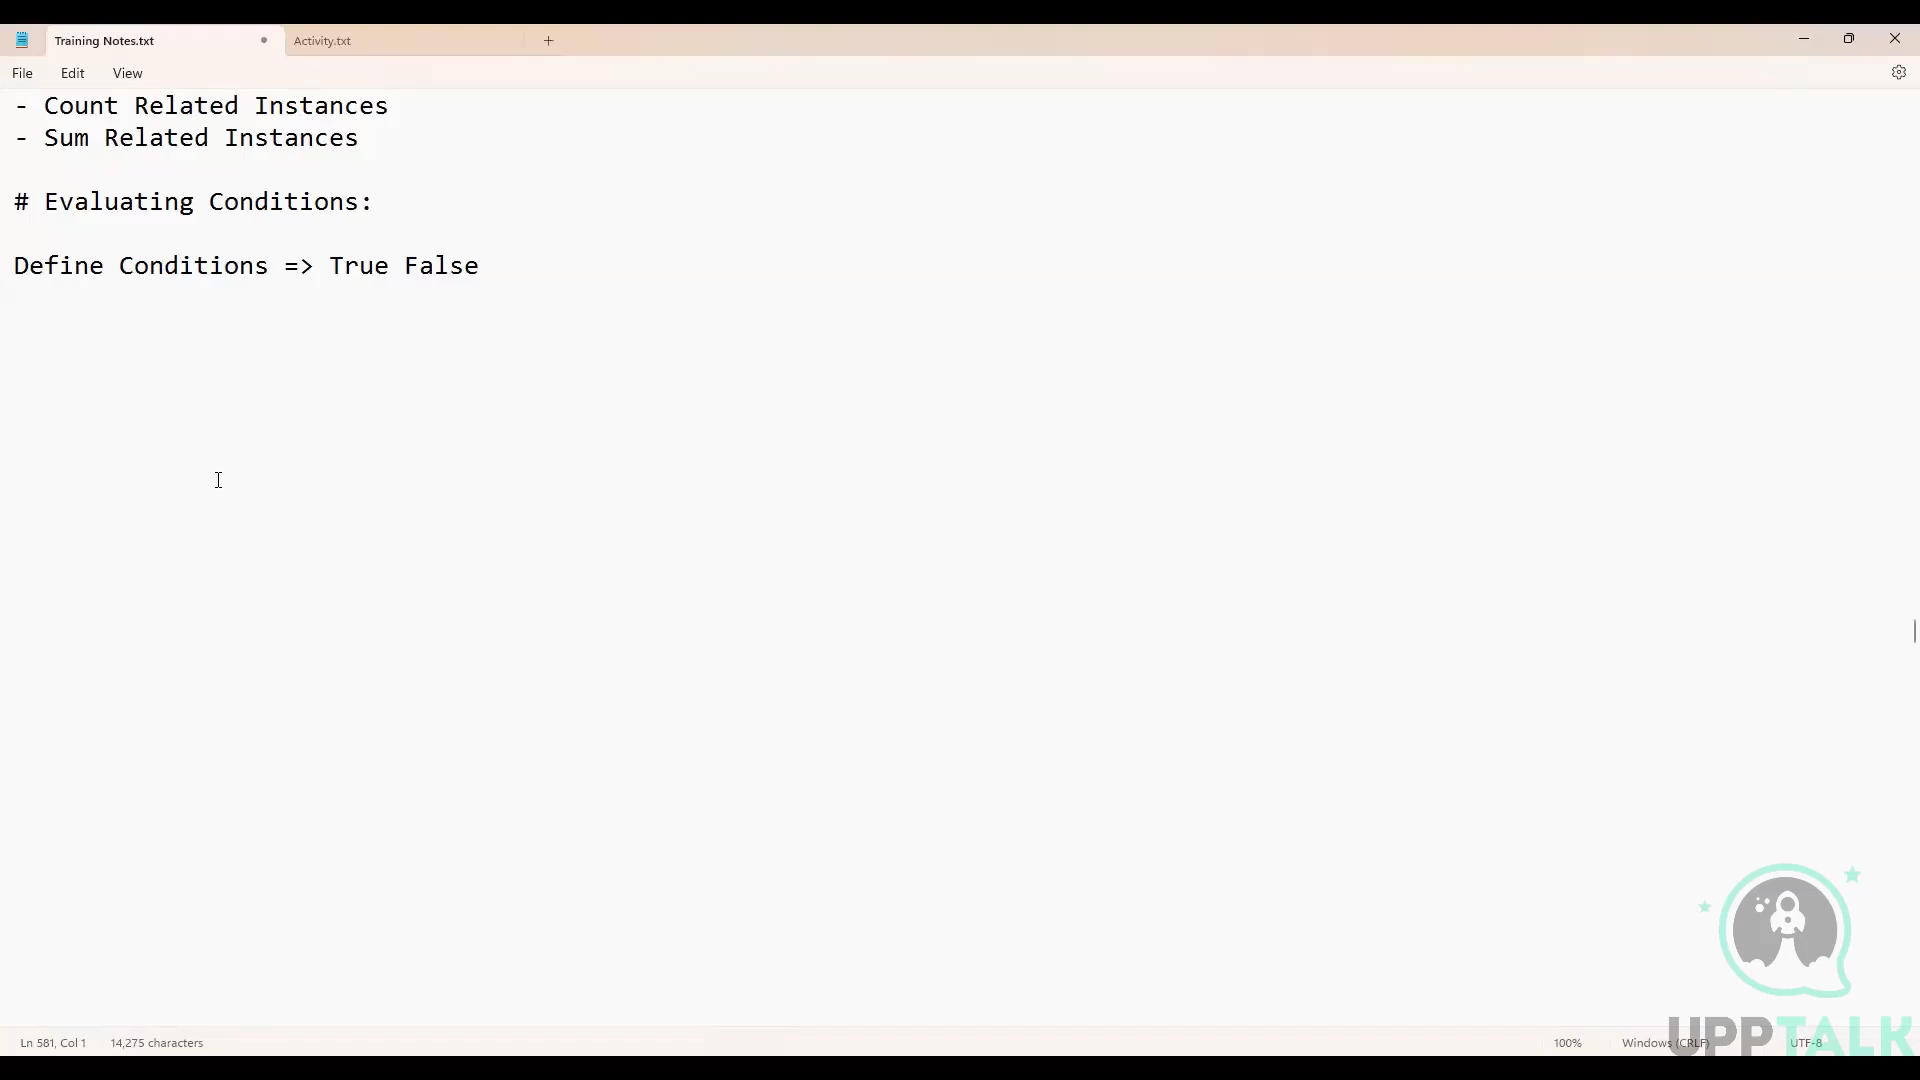 Training Notes.txt
Activity.txt
File Edit View
- Count Related Instances
- Sum Related Instances
# Evaluating Conditions:
Define Conditions => True False
UPPTALK
Ln 581, Col 1 14,275 characters 100% Windows (CRLF) UTF-8